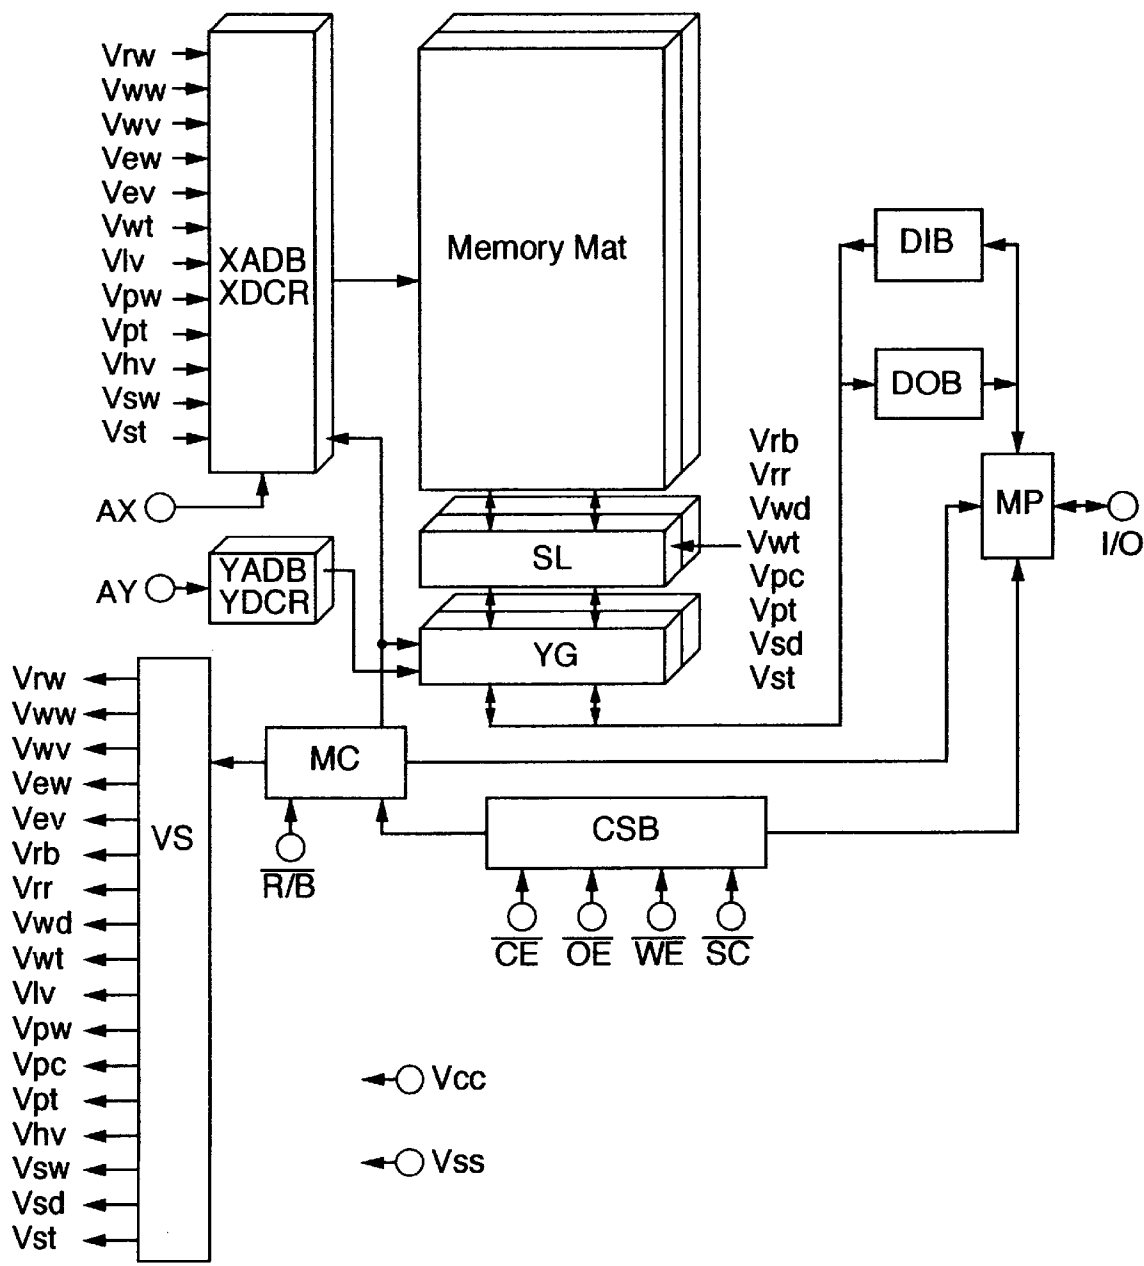 Vrw
Vww
Vwv
Vew
Vev
Vwt
Vlv
Vpw
Vpt
Vhv
Vsw
Vst
XADB
XDCR
Memory Mat
DIB
DOB
AX
AY
YADB
YDCR
SL
YG
Vrb
Vrr
Vwd
Vwt
Vpc
Vpt
Vsd
Vst
MP
I/O
Vrw
Vww
Vwv
Vew
Vev
Vrb
Vrr
Vwd
Vwt
Vlv
Vpw
Vpc
Vpt
Vhv
Vsw
Vsd
Vst
VS
MC
R/B
CSB
CE
OE
WE
SC
Vcc
Vss